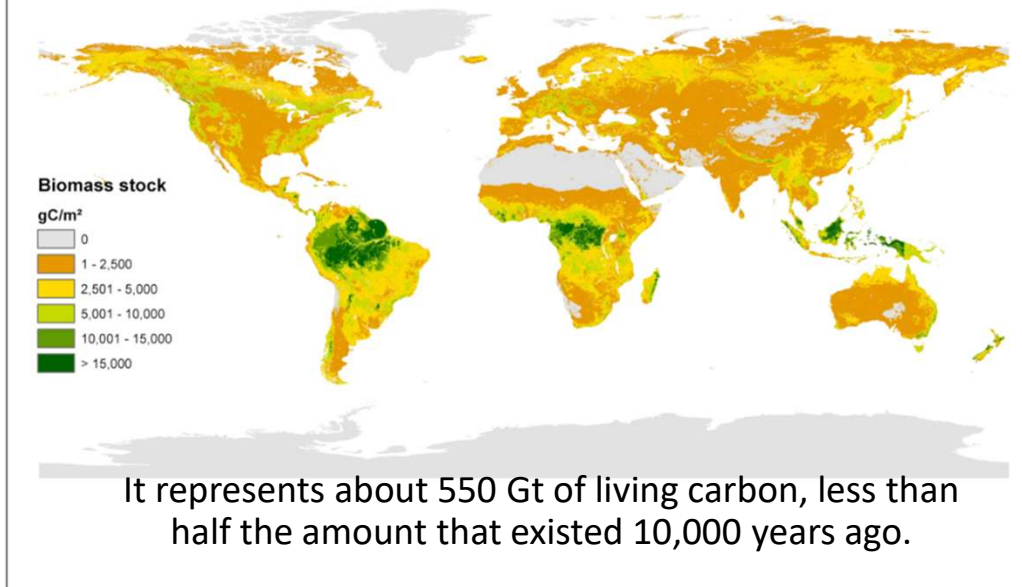 Biomass stock
gC/m²
0
1 - 2,500
2,501 - 5,000
5,001 - 10,000
10,001 - 15,000
> 15,000
It represents about 550 Gt of living carbon, less than
half the amount that existed 10,000 years ago.